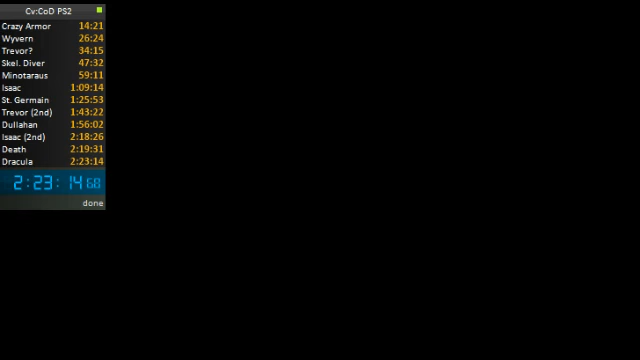 Cv:CoD PS2
Crazy Armor 14:21
Wyvern 26:24
Trevor? 34:15
Skel. Diver 47:32
Minotaraus 59:11
Isaac 1:09:14
St. Germain 1:25:53
Trevor (2nd) 1:43:22
Dullahan 1:56:02
Isaac (2nd) 2:18:26
Death 2:19:31
Dracula 2:23:14
2:23:14 68
done